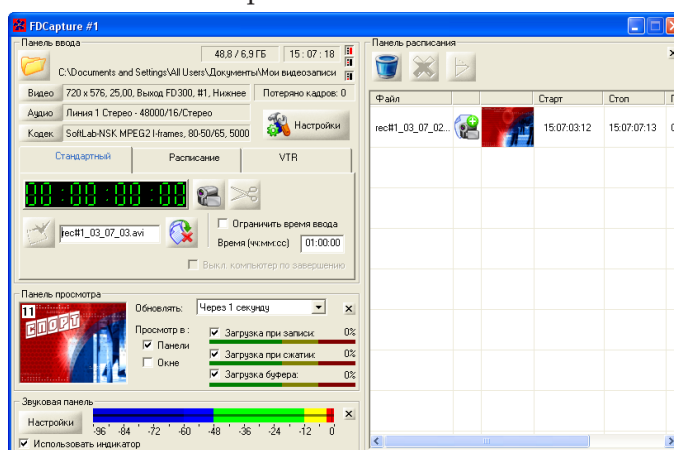 FDCapture #1
Панель ввода
48,8 / 6,9 ГБ
15 : 07 : 18
C:\Documents and Settings\All Users\Документы\Мои видеозаписи
Видео
720 x 576, 25,00, Выход FD300, #1, Нижнее
Потеряно кадров: 0
Аудио
Линия 1 Стерео - 48000/16/Стерео
Кодек
SoftLab-NSK MPEG2 I-frames, 80-50/65, 5000
Настройки
Стандартный
Расписание
VTR
00:00:00:00
rec#1_03_07_03.avi
Ограничить время ввода
Время (чч:мм:сс)
01:00:00
Выкл. компьютер по завершению
Панель просмотра
11
СПОРТ
Обновлять:
Через 1 секунду
Просмотр в :
Панели
Окне
Загрузка при записи:
0%
Загрузка при сжатии:
0%
Загрузка буфера:
0%
Звуковая панель
Настройки
-96 -84 -72 -60 -48 -36 -24 -12 0
Использовать индикатор
Панель расписания
Файл
Старт
Стоп
rec#1_03_07_02...
15:07:03:12
15:07:07:13